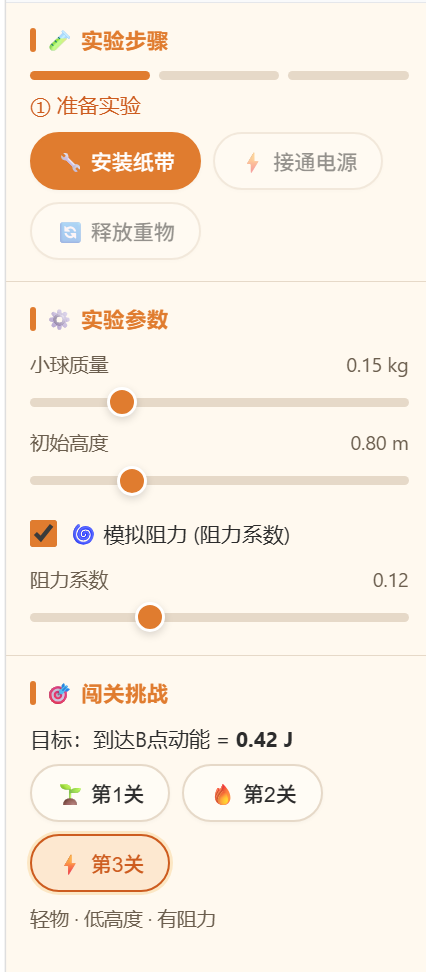 实验步骤
① 准备实验
安装纸带
接通电源
释放重物
实验参数
小球质量 0.15 kg
初始高度 0.80 m
模拟阻力 (阻力系数)
阻力系数 0.12
闯关挑战
目标：到达B点动能 = 0.42 J
第1关
第2关
第3关
轻物 · 低高度 · 有阻力